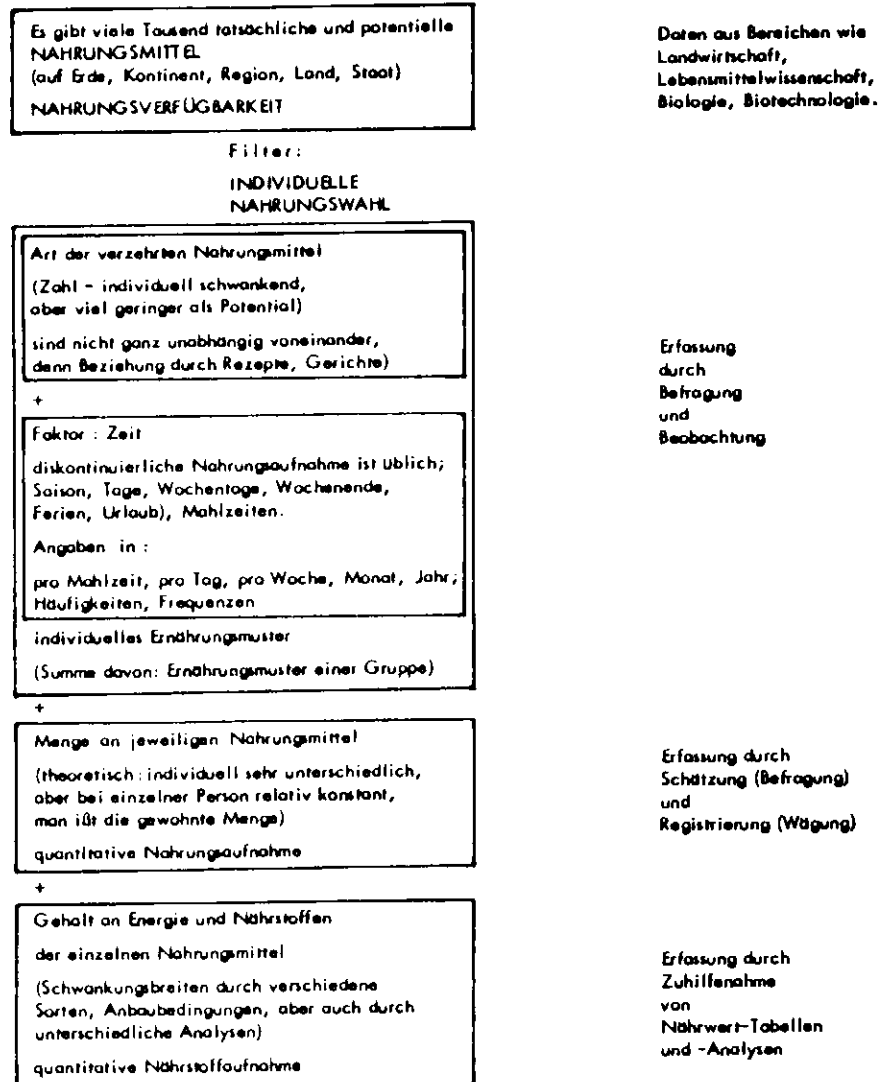 Es gibt viele Tausend tatsächliche und potentielle
NAHRUNGSMITTEL
(auf Erde, Kontinent, Region, Land, Staat)
NAHRUNGSVERFÜGBARKEIT
Daten aus Bereichen wie
Landwirtschaft,
Lebensmittelwissenschaft,
Biologie, Biotechnologie.
Filter:
INDIVIDUELLE
NAHRUNGSWAHL
Art der verzehrten Nahrungsmittel
(Zahl - individuell schwankend,
aber viel geringer als Potential)
sind nicht ganz unabhängig voneinander,
denn Beziehung durch Rezepte, Gerichte)
+
Faktor : Zeit
diskontinuierliche Nahrungsaufnahme ist üblich;
Saison, Tage, Wochentage, Wochenende,
Ferien, Urlaub), Mahlzeiten.
Angaben in :
pro Mahlzeit, pro Tag, pro Woche, Monat, Jahr;
Häufigkeiten, Frequenzen
individuelles Ernährungsmuster
(Summe davon: Ernährungsmuster einer Gruppe)
Erfassung
durch
Befragung
und
Beobachtung
+
Menge an jeweiligen Nahrungsmittel
(theoretisch : individuell sehr unterschiedlich,
aber bei einzelner Person relativ konstant,
man ißt die gewohnte Menge)
quantitative Nahrungsaufnahme
Erfassung durch
Schätzung (Befragung)
und
Registrierung (Wägung)
+
Gehalt an Energie und Nährstoffen
der einzelnen Nahrungsmittel
(Schwankungsbreiten durch verschiedene
Sorten, Anbaubedingungen, aber auch durch
unterschiedliche Analysen)
quantitative Nährstoffaufnahme
Erfassung durch
Zuhilfenahme
von
Nährwert-Tabellen
und -Analysen